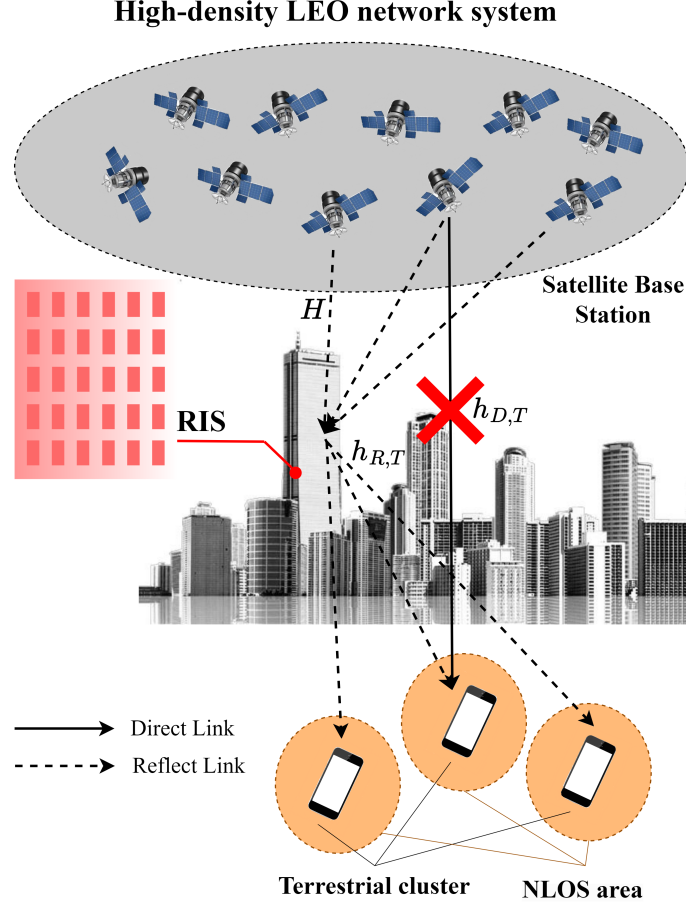 High-density LEO network system
Satellite Base
Station
H
RIS
h_{D,T}
h_{R,T}
Direct Link
Reflect Link
Terrestrial cluster
NLOS area